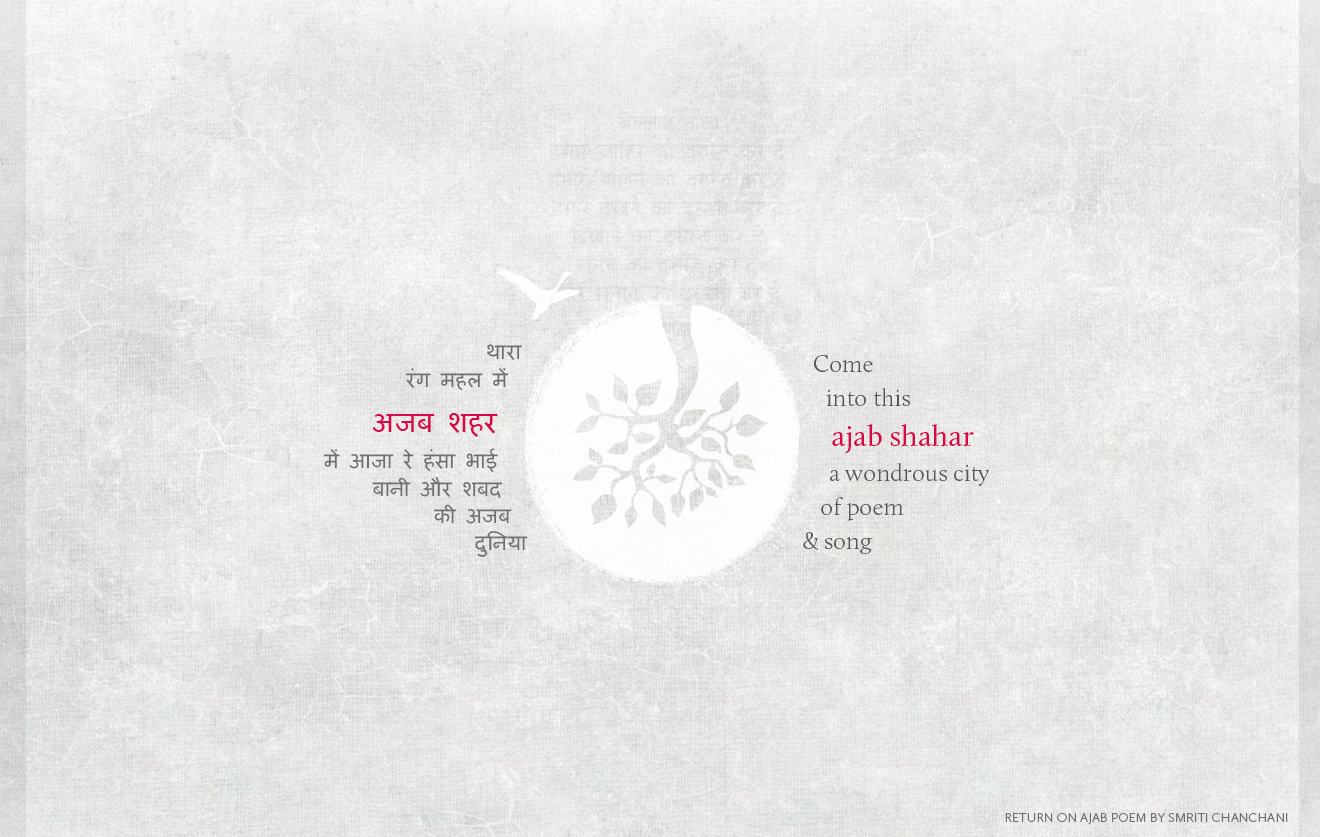 थारा
रंग महल में
अजब शहर
में आजा रे हंसा भाई
बानी और शबद
की अजब
दुनिया
Come
into this
ajab shahar
a wondrous city
of poem
& song
RETURN ON AJAB POEM BY SMRITI CHANCHANI